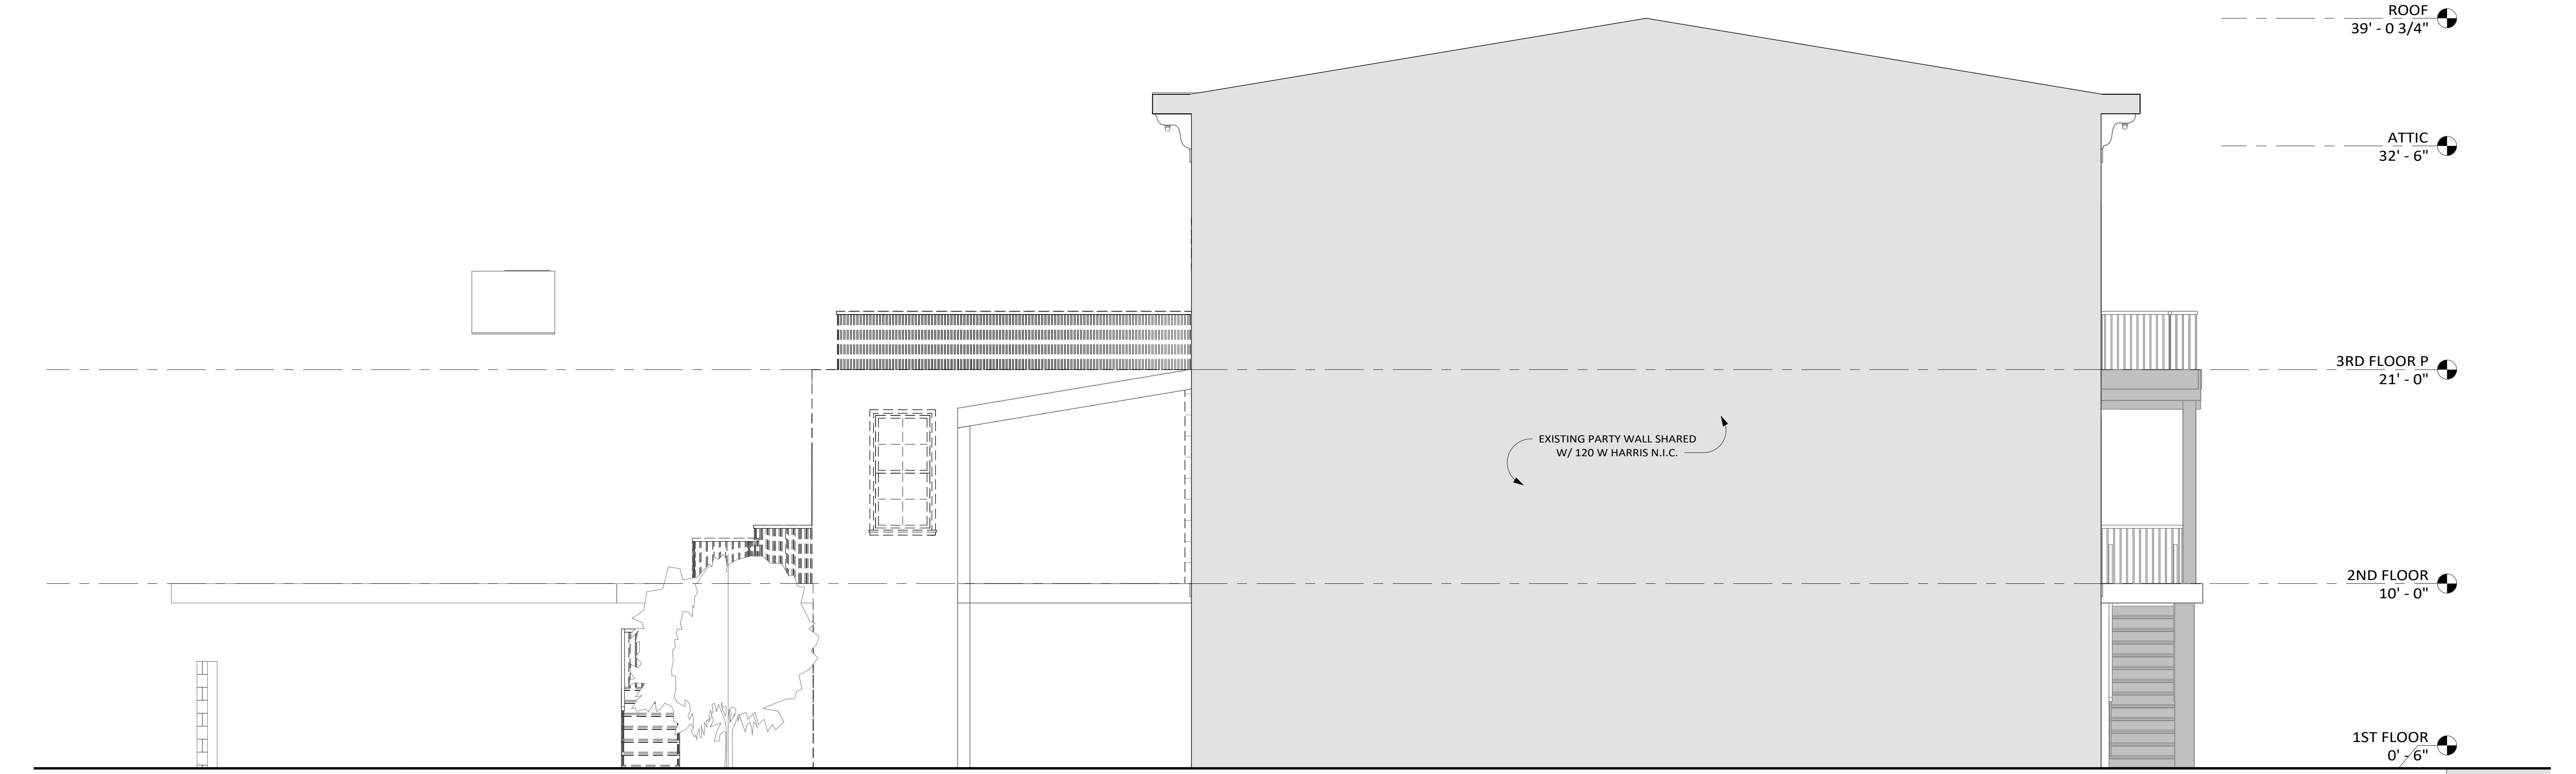 ROOF
39' - 0 3/4"
ATTIC
32' - 6"
3RD FLOOR P
21' - 0"
EXISTING PARTY WALL SHARED
W/ 120 W HARRIS N.I.C.
2ND FLOOR
10' - 0"
1ST FLOOR
0' - 6"